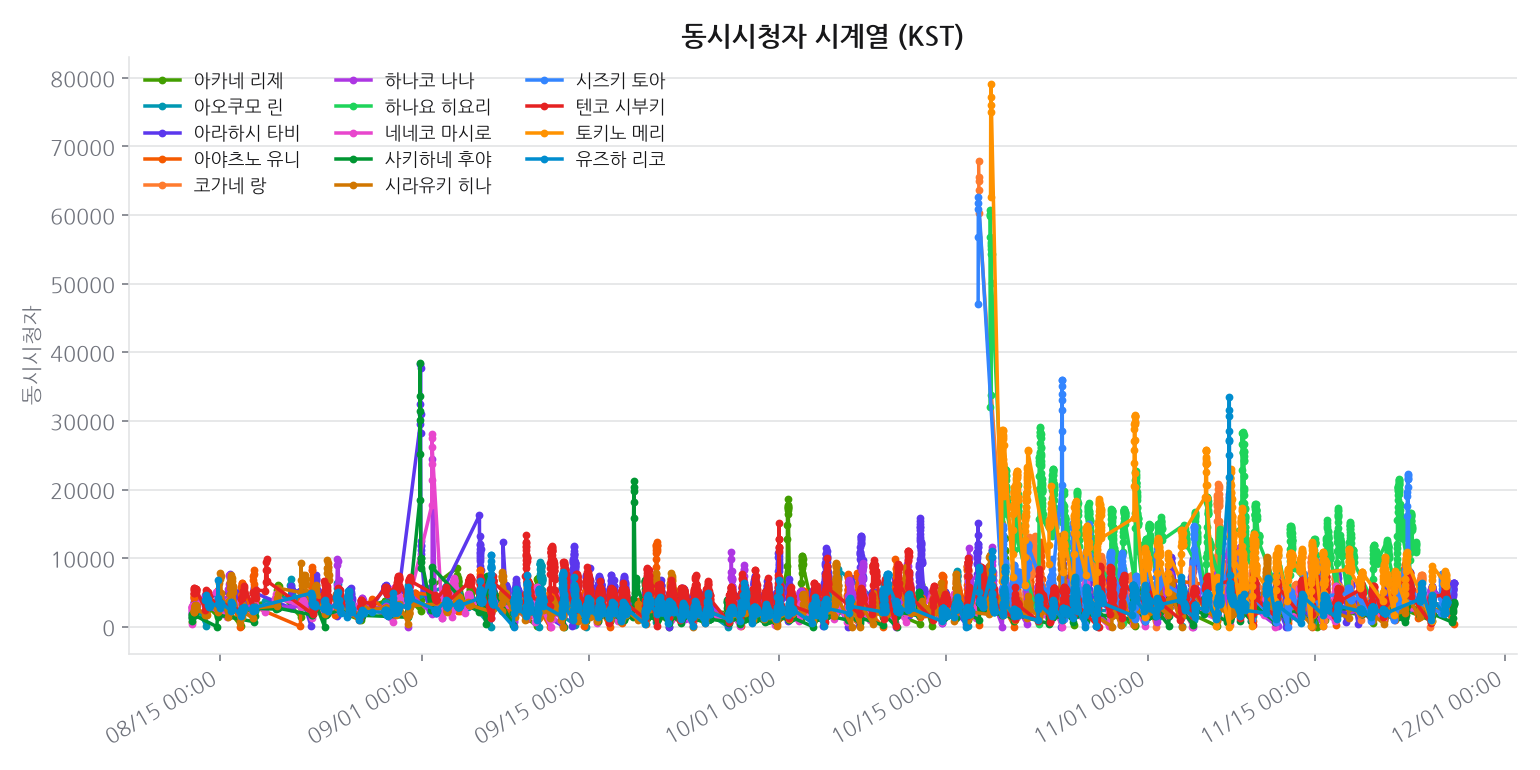 동시시청자 시계열 (KST)
아카네 리제
아오쿠모 린
아라하시 타비
아야츠노 유니
코가네 랑
하나코 나나
하나요 히요리
네네코 마시로
사키하네 후야
시라유키 히나
시즈키 토아
텐코 시부키
토키노 메리
유즈하 리코
동시시청자
80000
70000
60000
50000
40000
30000
20000
10000
0
08/15 00:00
09/01 00:00
09/15 00:00
10/01 00:00
10/15 00:00
11/01 00:00
11/15 00:00
12/01 00:00